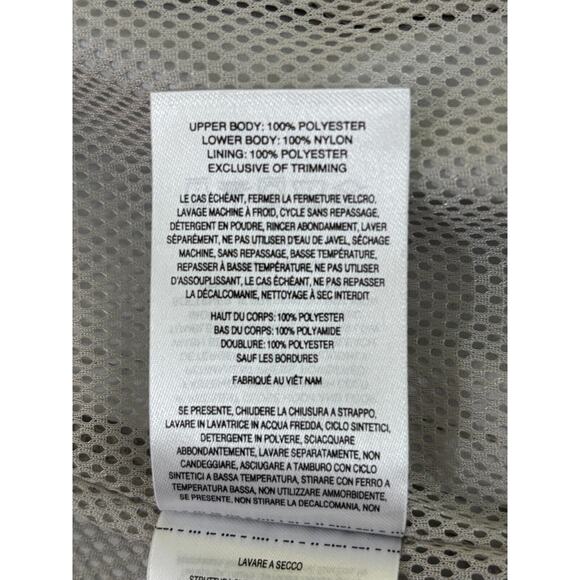 UPPER BODY: 100% POLYESTER
LOWER BODY: 100% NYLON
LINING: 100% POLYESTER
EXCLUSIVE OF TRIMMING
LE CAS ÉCHÉANT, FERMER LA FERMETURE VELCRO,
LAVAGE MACHINE À FROID, CYCLE SANS REPASSAGE,
DÉTERGENT EN POUDRE, RINCER ABONDAMMENT, LAVER
SÉPARÉMENT, NE PAS UTILISER D'EAU DE JAVEL, SÉCHAGE
MACHINE, SANS REPASSAGE, BASSE TEMPÉRATURE,
REPASSER À BASSE TEMPÉRATURE, NE PAS UTILISER
D'ASSOUPLISSANT, LE CAS ÉCHÉANT, NE PAS REPASSER
LA DÉCALCOMANIE, NETTOYAGE À SEC INTERDIT
HAUT DU CORPS: 100% POLYESTER
BAS DU CORPS: 100% POLYAMIDE
DOUBLURE: 100% POLYESTER
SAUF LES BORDURES
FABRIQUÉ AU VIÊT NAM
SE PRESENTE, CHIUDERE LA CHIUSURA A STRAPPO,
LAVARE IN LAVATRICE IN ACQUA FREDDA, CICLO SINTETICI,
DETERGENTE IN POLVERE, SCIACQUARE
ABBONDANTEMENTE, LAVARE SEPARATAMENTE, NON
CANDEGGIARE, ASCIUGARE A TAMBURO CON CICLO
SINTETICI A BASSA TEMPERATURA, STIRARE CON FERRO A
TEMPERATURA BASSA, NON UTILIZZARE AMMORBIDENTE,
SE PRESENTE, NON STIRARE LA DECALCOMANIA, NON
LAVARE A SECCO